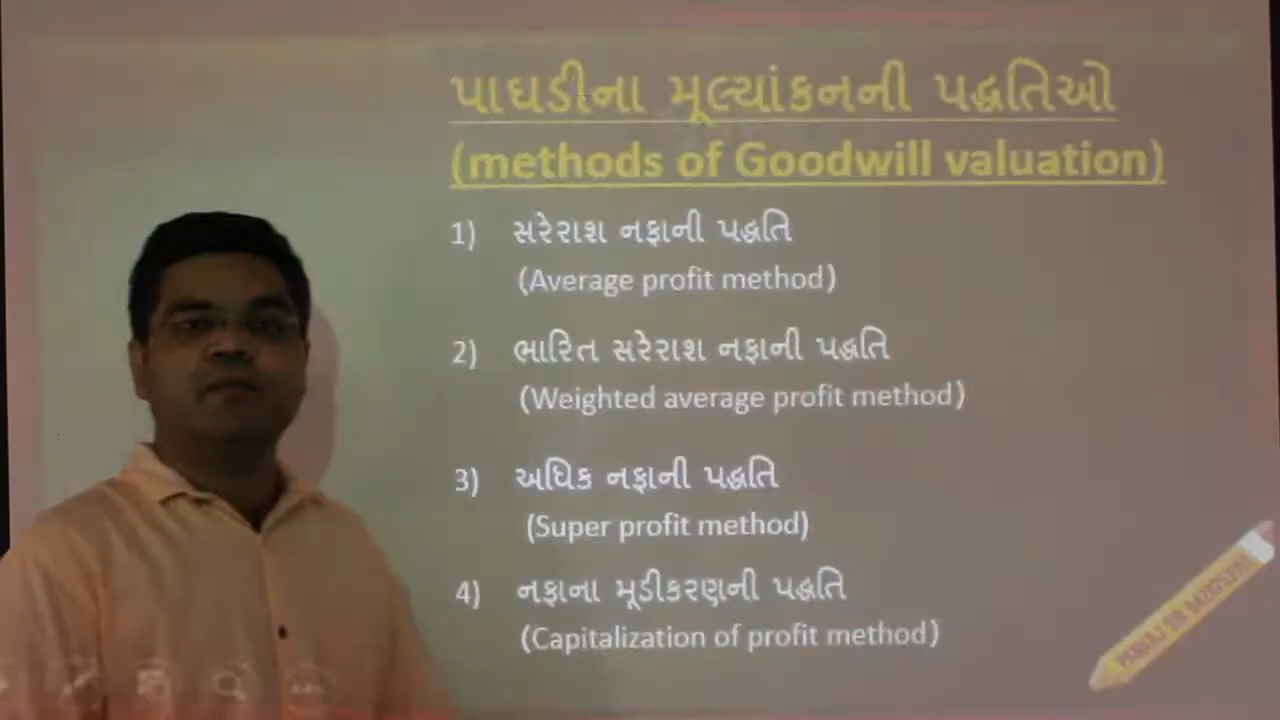 પાઘડીના મૂલ્યાંકનની પદ્ધતિઓ
(methods of Goodwill valuation)
1) સરેરાશ નફાની પદ્ધતિ
(Average profit method)
2) ભારિત સરેરાશ નફાની પદ્ધતિ
(Weighted average profit method)
3) અધિક નફાની પદ્ધતિ
(Super profit method)
4) નફાના મૂડીકરણની પદ્ધતિ
(Capitalization of profit method)